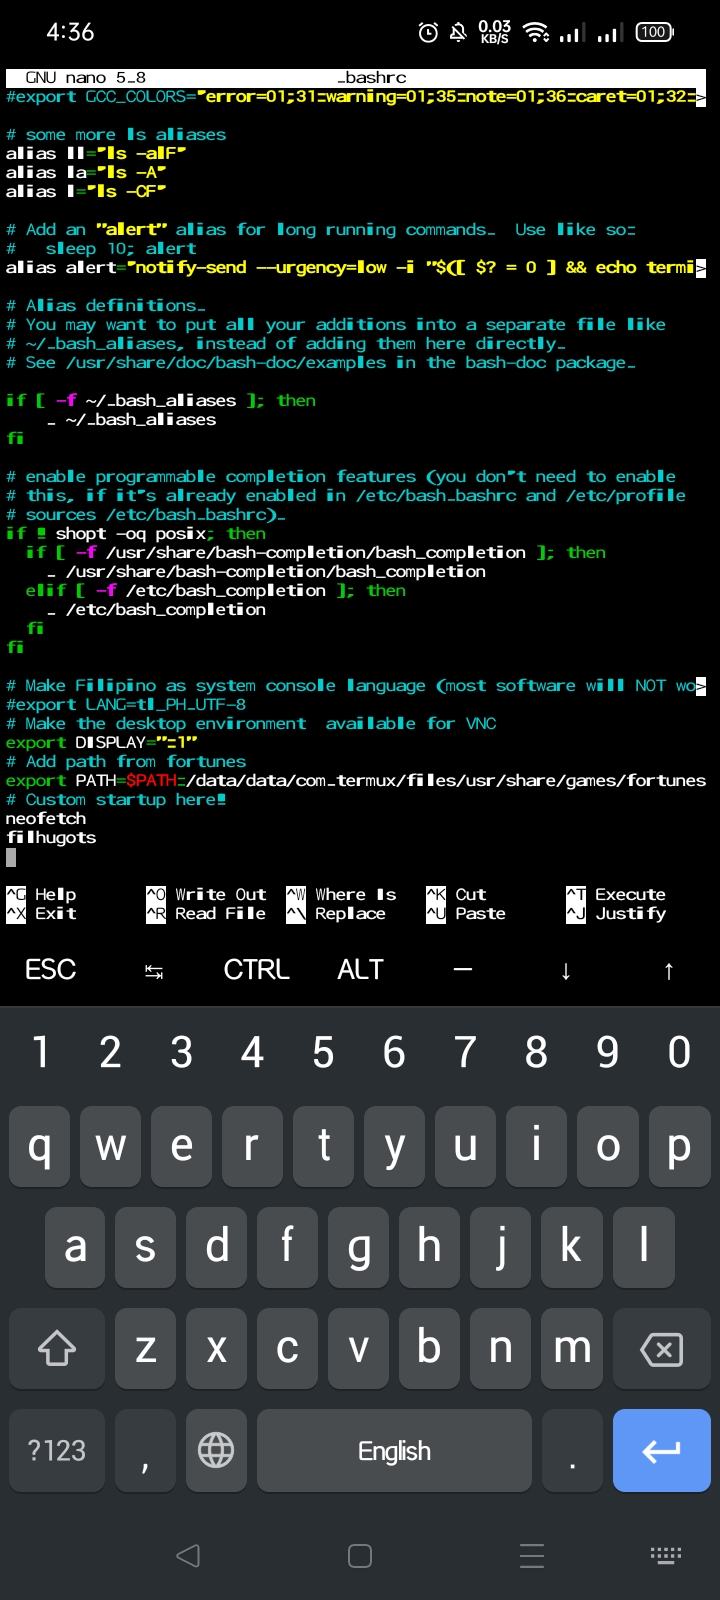 4:36 0.03 KB/S 100
GNU nano 5.8 .bashrc
#export GCC_COLORS='error=01;31:warning=01;35:note=01;36:caret=01;32:>
# some more ls aliases
alias ll='ls -alF'
alias la='ls -A'
alias l='ls -CF'
# Add an "alert" alias for long running commands.  Use like so:
#   sleep 10; alert
alias alert='notify-send --urgency=low -i "$([ $? = 0 ] && echo termi>
# Alias definitions.
# You may want to put all your additions into a separate file like
# ~/.bash_aliases, instead of adding them here directly.
# See /usr/share/doc/bash-doc/examples in the bash-doc package.
if [ -f ~/.bash_aliases ]; then
    . ~/.bash_aliases
fi
# enable programmable completion features (you don't need to enable
# this, if it's already enabled in /etc/bash.bashrc and /etc/profile
# sources /etc/bash.bashrc).
if ! shopt -oq posix; then
  if [ -f /usr/share/bash-completion/bash_completion ]; then
    . /usr/share/bash-completion/bash_completion
  elif [ -f /etc/bash_completion ]; then
    . /etc/bash_completion
  fi
fi
# Make Filipino as system console language (most software will NOT wo>
#export LANG=tl_PH.UTF-8
# Make the desktop environment  available for VNC
export DISPLAY=":1"
# Add path from fortunes
export PATH=$PATH:/data/data/com.termux/files/usr/share/games/fortunes
# Custom startup here!
neofetch
filhugots
^G Help ^O Write Out ^W Where Is ^K Cut ^T Execute
^X Exit ^R Read File ^\ Replace ^U Paste ^J Justify
ESC ↹ CTRL ALT — ↓ ↑
1 2 3 4 5 6 7 8 9 0
q w e r t y u i o p
a s d f g h j k l
z x c v b n m
?123 , English .